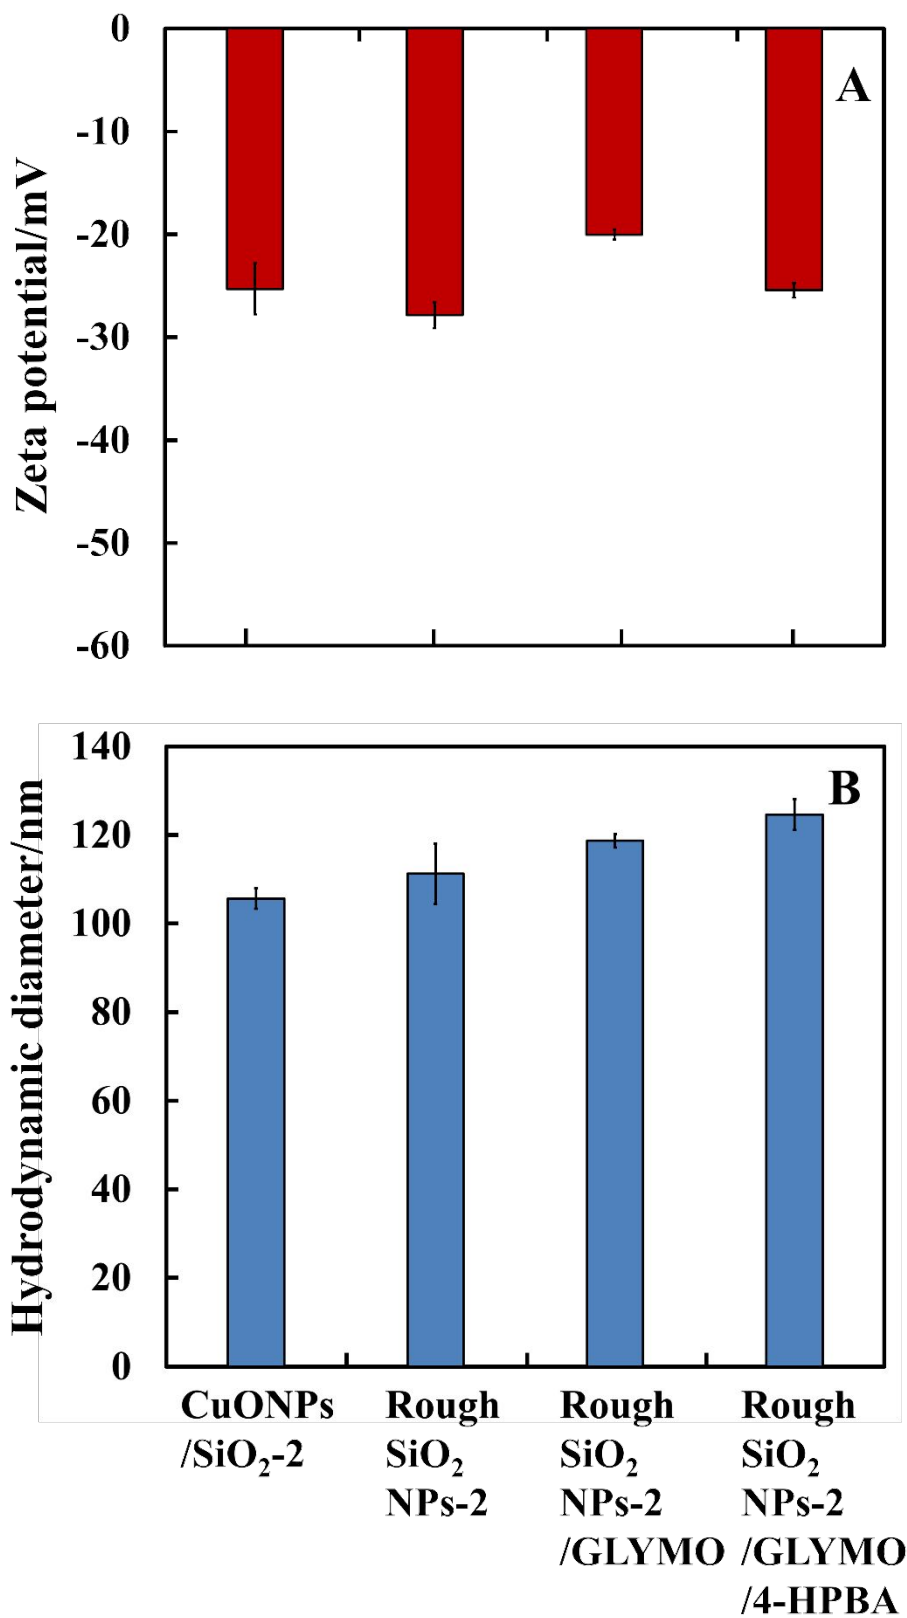 A
Zeta potential/mV
0
-10
-20
-30
-40
-50
-60
B
Hydrodynamic diameter/nm
140
120
100
80
60
40
20
0
CuONPs
/SiO₂-2
Rough
SiO₂
NPs-2
Rough
SiO₂
NPs-2
/GLYMO
Rough
SiO₂
NPs-2
/GLYMO
/4-HPBA